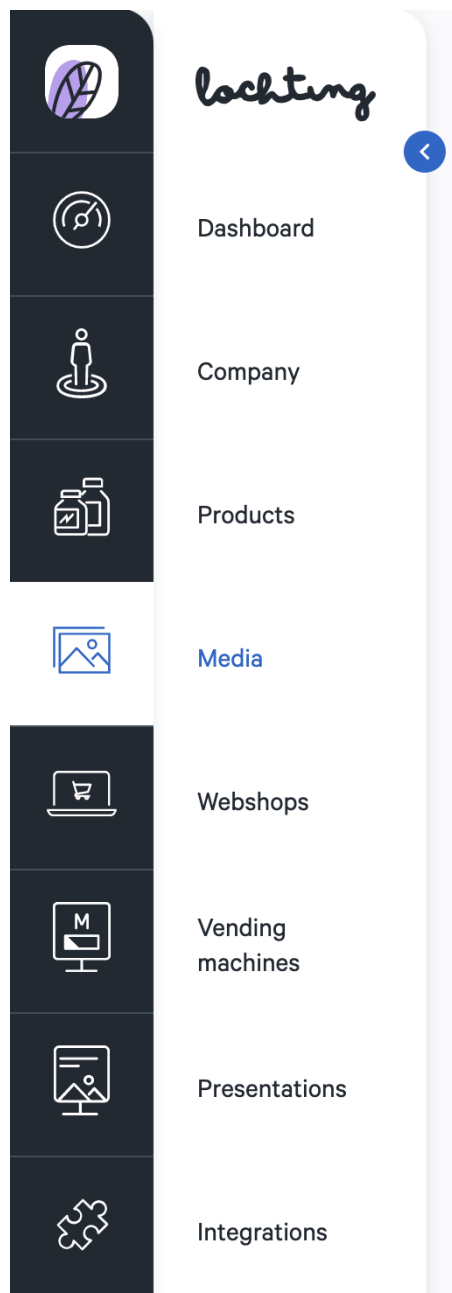 lochting
Dashboard
Company
Products
Media
Webshops
M
Vending
machines
Presentations
Integrations